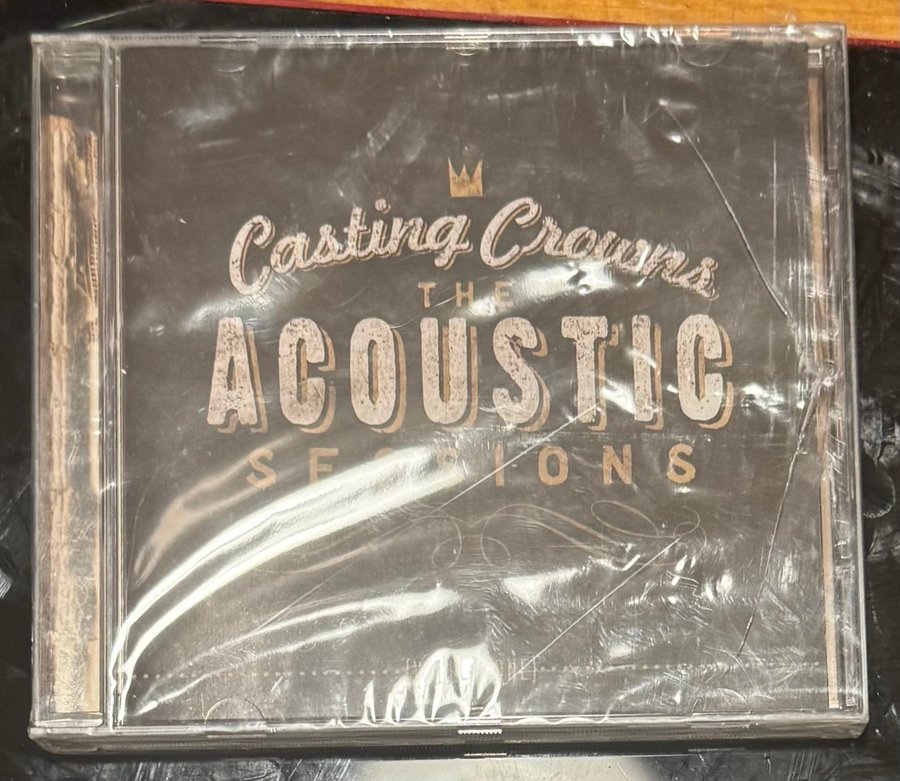 Casting Crowns
THE
ACOUSTIC
SESSIONS